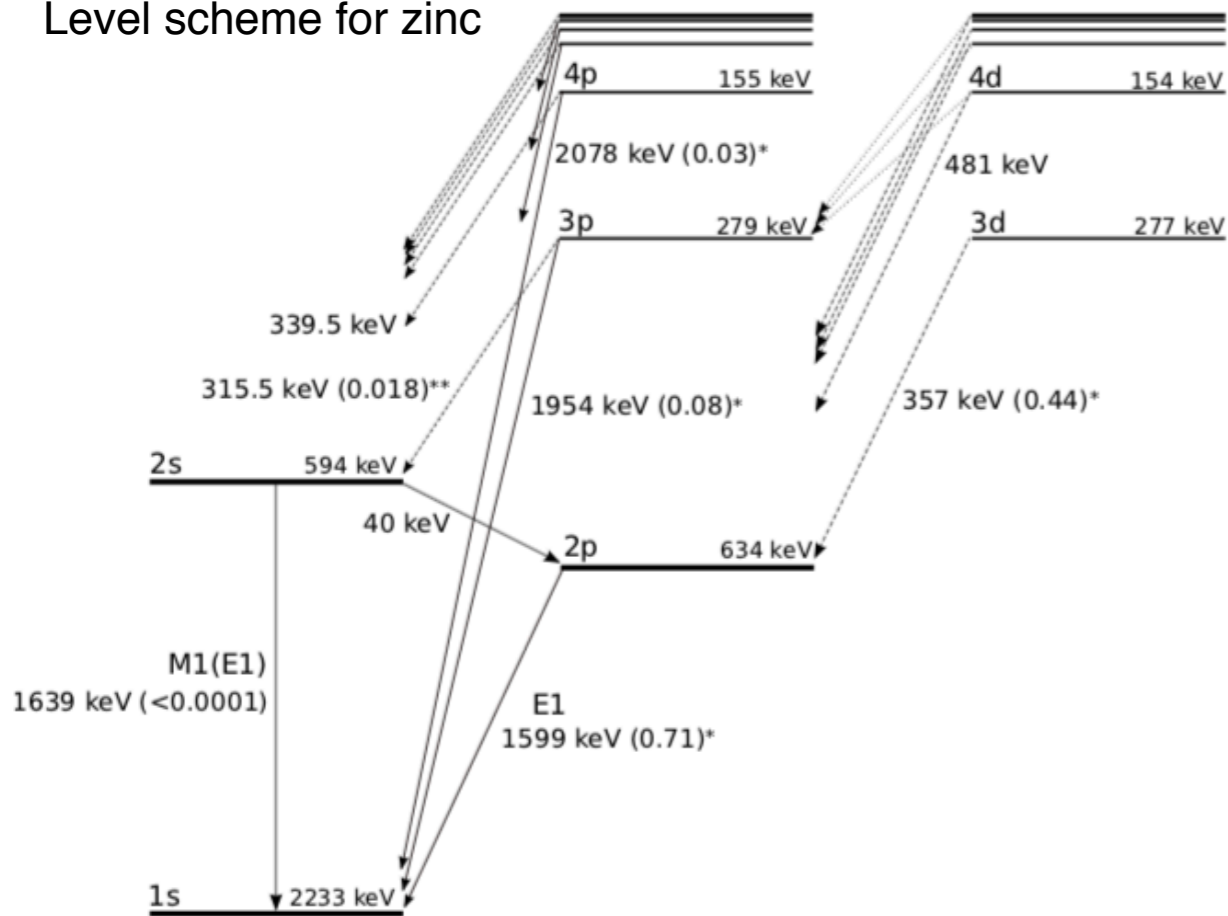 Level scheme for zinc
4p 155 keV
4d 154 keV
2078 keV (0.03)*
481 keV
3p 279 keV
3d 277 keV
339.5 keV
315.5 keV (0.018)**
1954 keV (0.08)*
357 keV (0.44)*
2s 594 keV
40 keV
2p 634 keV
M1(E1)
1639 keV (<0.0001)
E1
1599 keV (0.71)*
1s 2233 keV